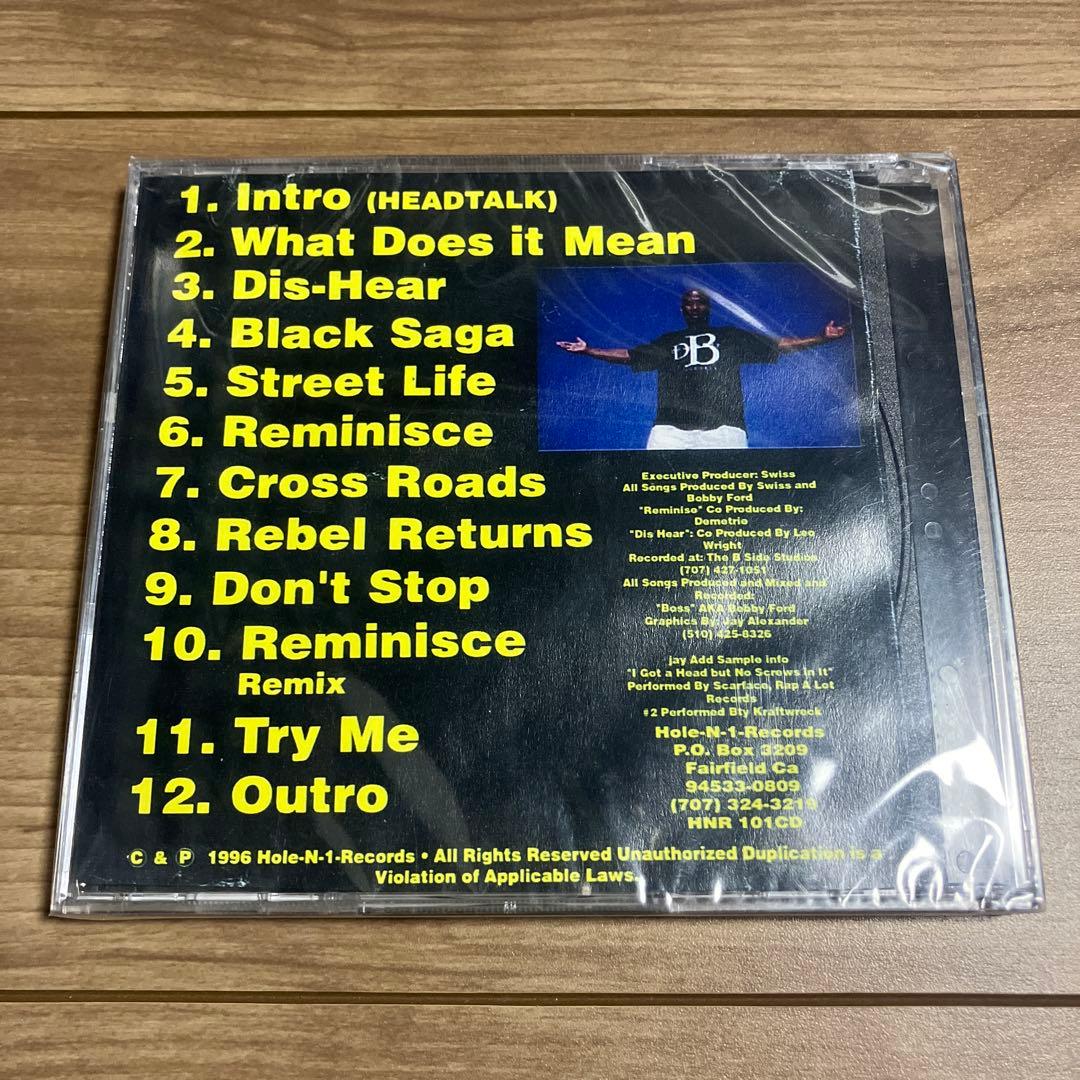 1. Intro (HEADTALK)
2. What Does it Mean
3. Dis-Hear
4. Black Saga
5. Street Life
6. Reminisce
7. Cross Roads
8. Rebel Returns
9. Don't Stop
10. Reminisce
Remix
11. Try Me
12. Outro
DB
Executive Producer: Swiss
All Songs Produced By Swiss and
Bobby Ford
"Reminise" Co Produced By:
Demetrie
"Dis Hear": Co Produced By Lee
Wright
Recorded at: The B Side Studios
(707) 427-1051
All Songs Produced and Mixed and
Recorded:
"Boss" AKA Bobby Ford
Graphics By: Jay Alexander
(510) 425-8326
jay Add Sample info
"I Got a Head but No Screws in It"
Performed By Scarface, Rap A Lot
Records
#2 Performed Bty Kraftwreck
Hole-N-1-Records
P.O. Box 3209
Fairfield Ca
94533-0809
(707) 324-3219
HNR 101CD
C & P 1996 Hole-N-1-Records • All Rights Reserved Unauthorized Duplication is a
Violation of Applicable Laws.